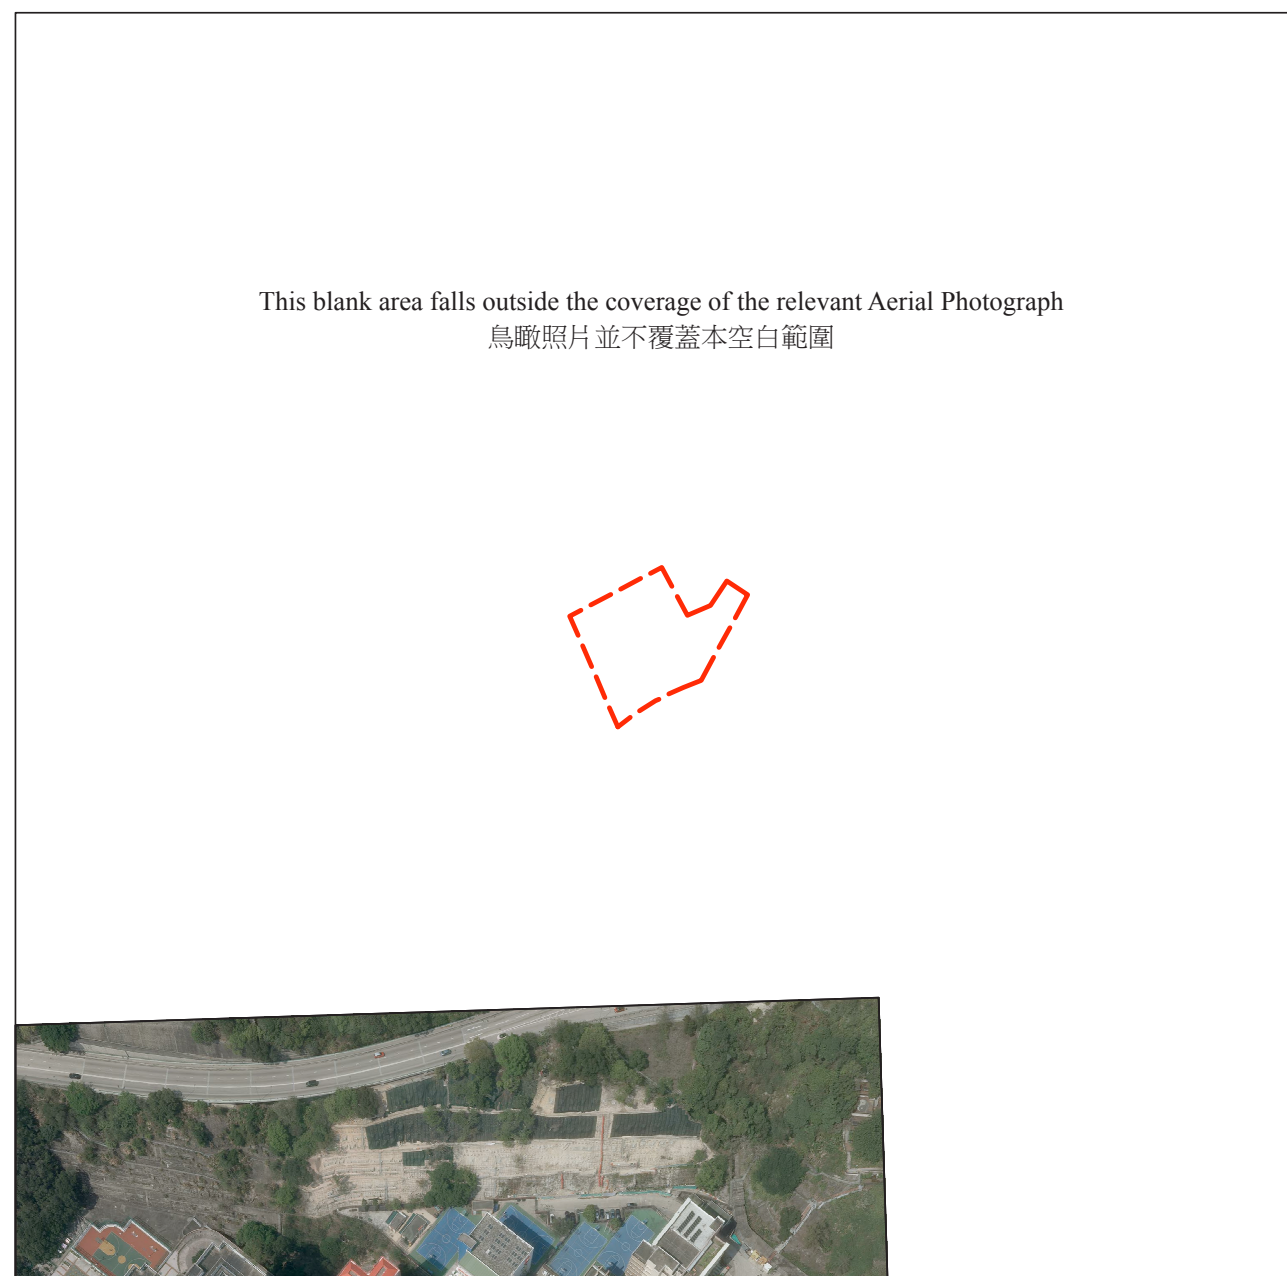 This blank area falls outside the coverage of the relevant Aerial Photograph
鳥瞰照片並不覆蓋本空白範圍